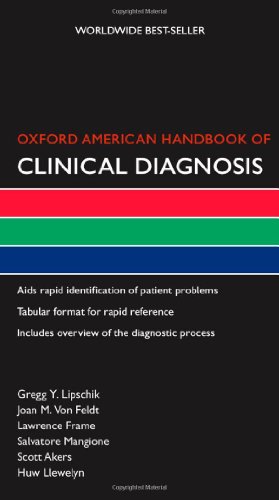 WORLDWIDE BEST-SELLER
OXFORD AMERICAN HANDBOOK OF
CLINICAL DIAGNOSIS
Aids rapid identification of patient problems
Tabular format for rapid reference
Includes overview of the diagnostic process
Gregg Y. Lipschik
Joan M. Von Feldt
Lawrence Frame
Salvatore Mangione
Scott Akers
Huw Llewelyn